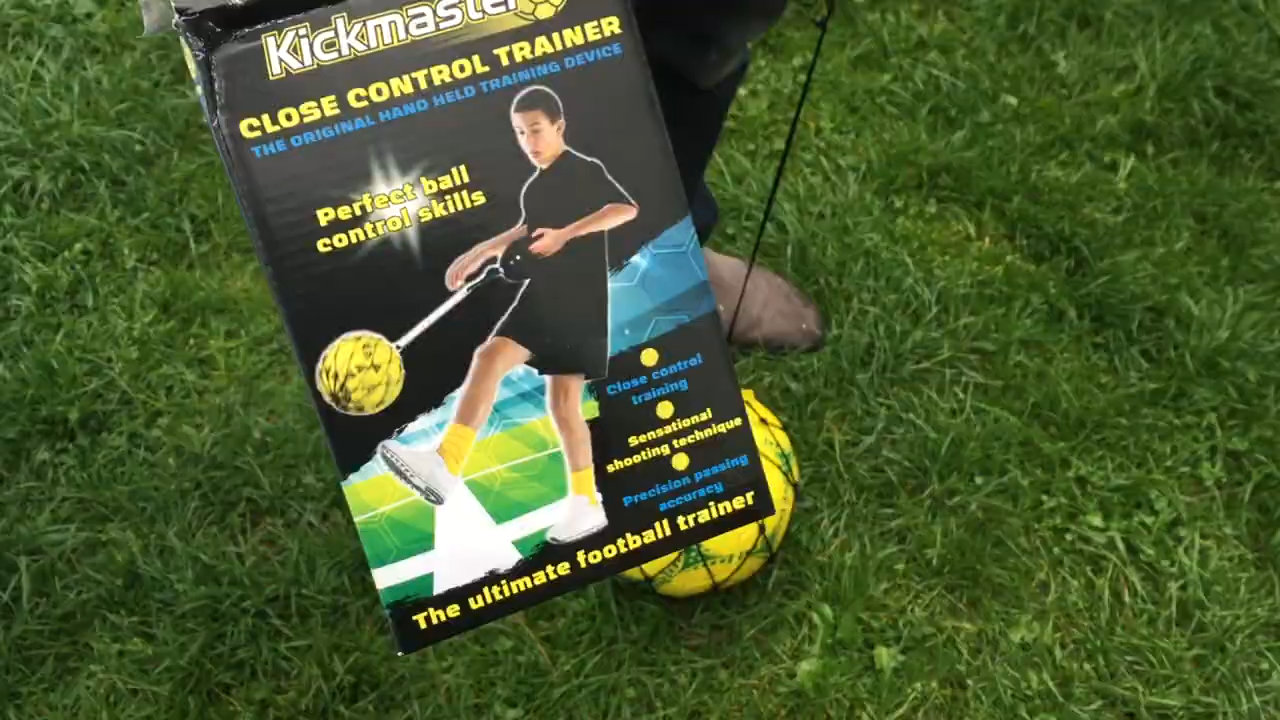 Kickmaster
CLOSE CONTROL TRAINER
THE ORIGINAL HAND HELD TRAINING DEVICE
Perfect ball
control skills
Close control
training
Sensational
shooting technique
Precision passing
accuracy
The ultimate football trainer